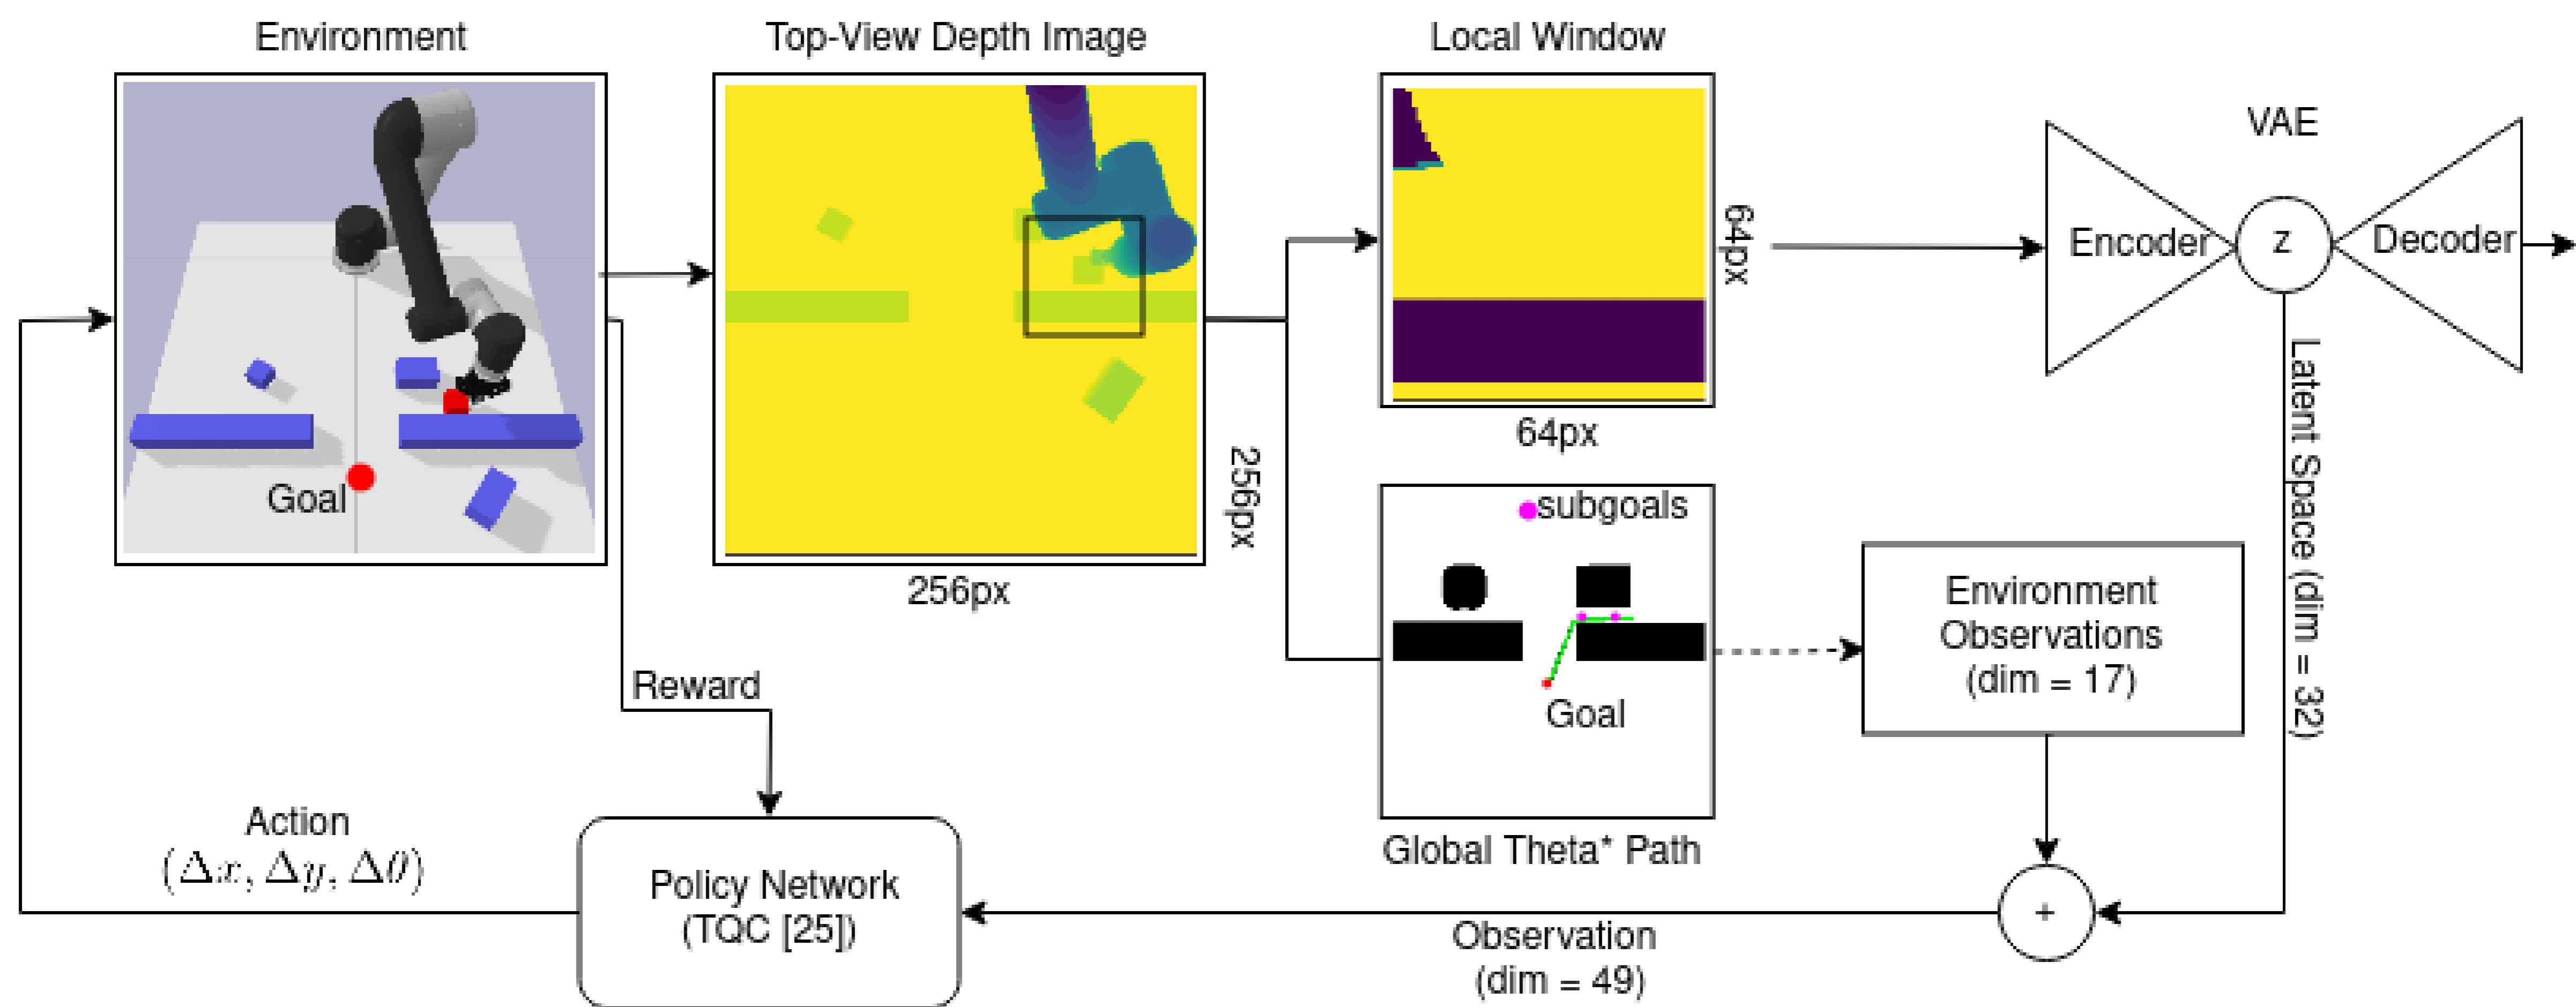 Environment
Top-View Depth Image
Local Window
VAE
Encoder
z
Decoder
64px
64px
Goal
256px
256px
subgoals
Goal
Global Theta* Path
Environment
Observations
(dim = 17)
Latent Space (dim = 32)
Reward
Action
(Δx, Δy, Δθ)
Policy Network
(TQC [25])
+
Observation
(dim = 49)